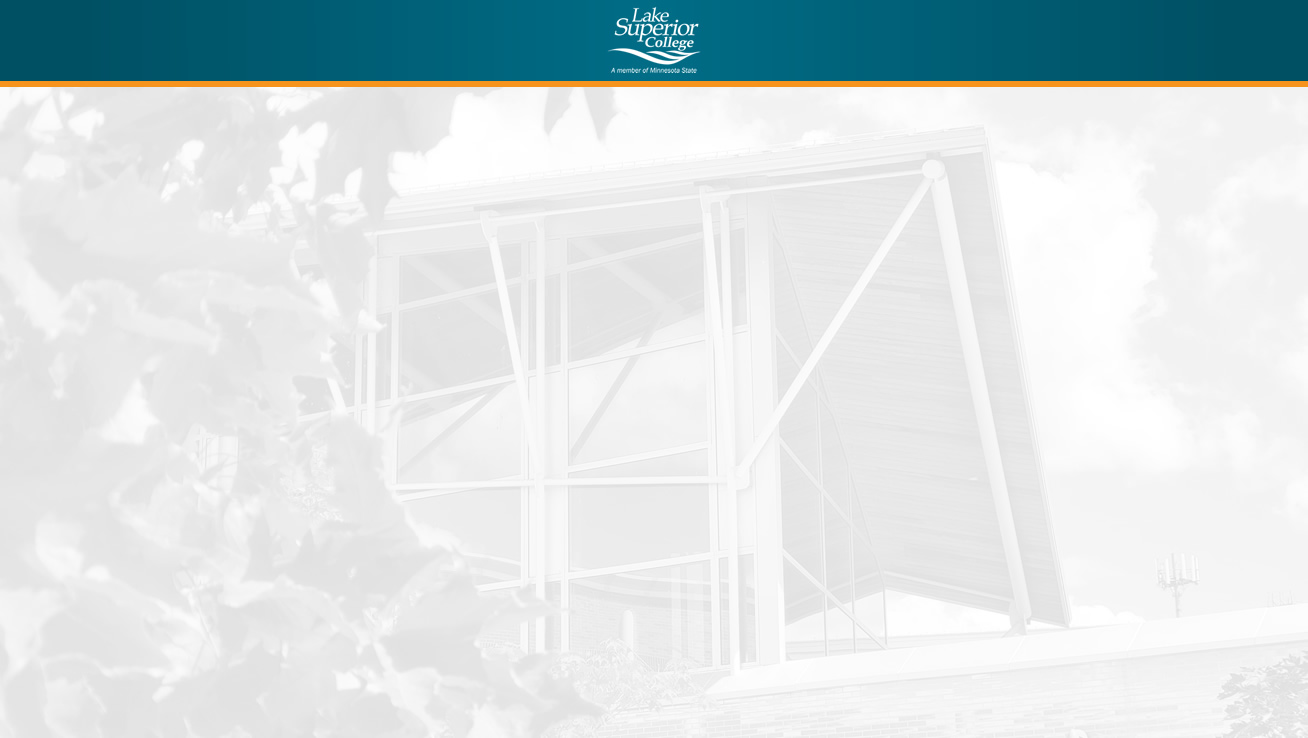 Lake
Superior
College
A member of Minnesota State